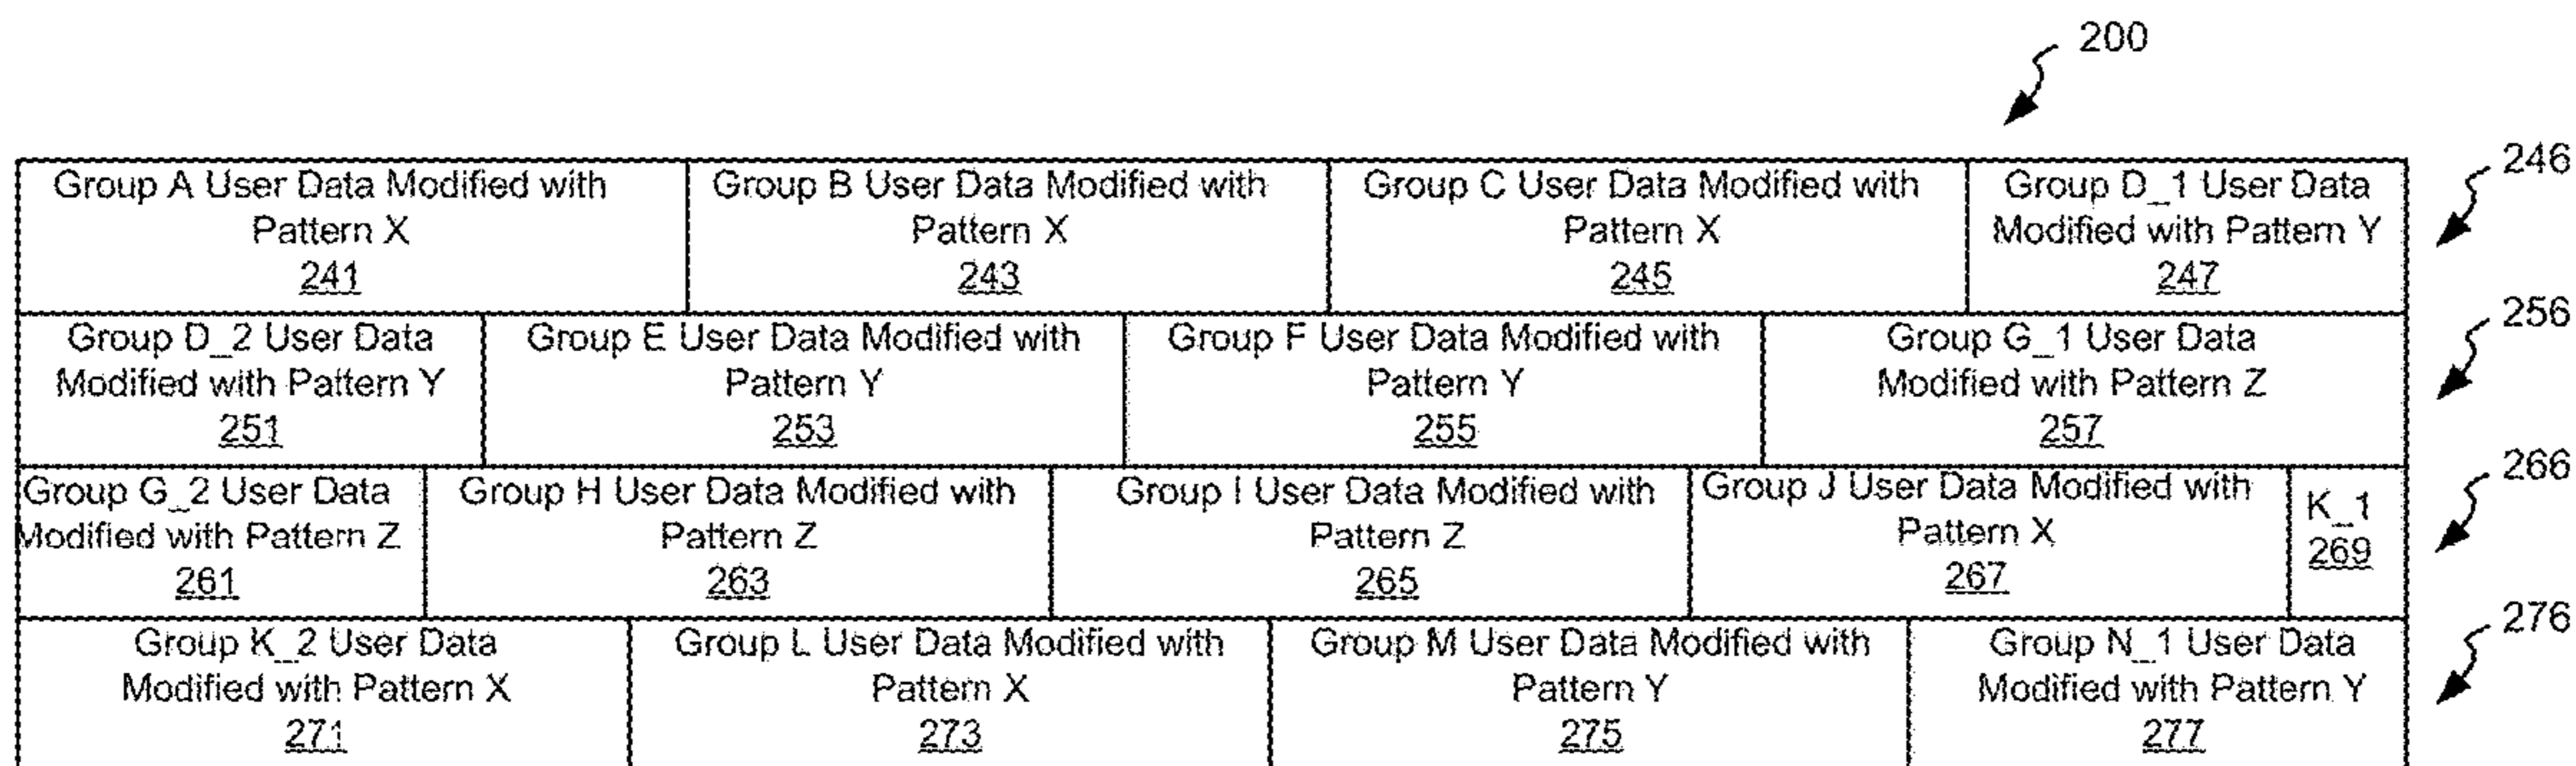 200
Group A User Data Modified with
Pattern X
241
Group B User Data Modified with
Pattern X
243
Group C User Data Modified with
Pattern X
245
Group D_1 User Data
Modified with Pattern Y
247
246
Group D_2 User Data
Modified with Pattern Y
251
Group E User Data Modified with
Pattern Y
253
Group F User Data Modified with
Pattern Y
255
Group G_1 User Data
Modified with Pattern Z
257
256
Group G_2 User Data
Modified with Pattern Z
261
Group H User Data Modified with
Pattern Z
263
Group I User Data Modified with
Pattern Z
265
Group J User Data Modified with
Pattern X
267
K_1
269
266
Group K_2 User Data
Modified with Pattern X
271
Group L User Data Modified with
Pattern X
273
Group M User Data Modified with
Pattern Y
275
Group N_1 User Data
Modified with Pattern Y
277
276